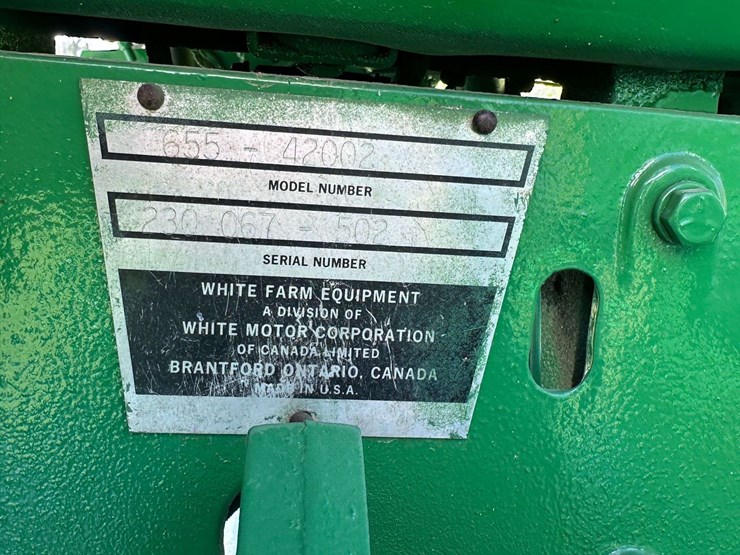 655 - 42002
MODEL NUMBER
230 067 - 502
SERIAL NUMBER
WHITE FARM EQUIPMENT
A DIVISION OF
WHITE MOTOR CORPORATION
OF CANADA LIMITED
BRANTFORD ONTARIO, CANADA
MADE IN U.S.A.